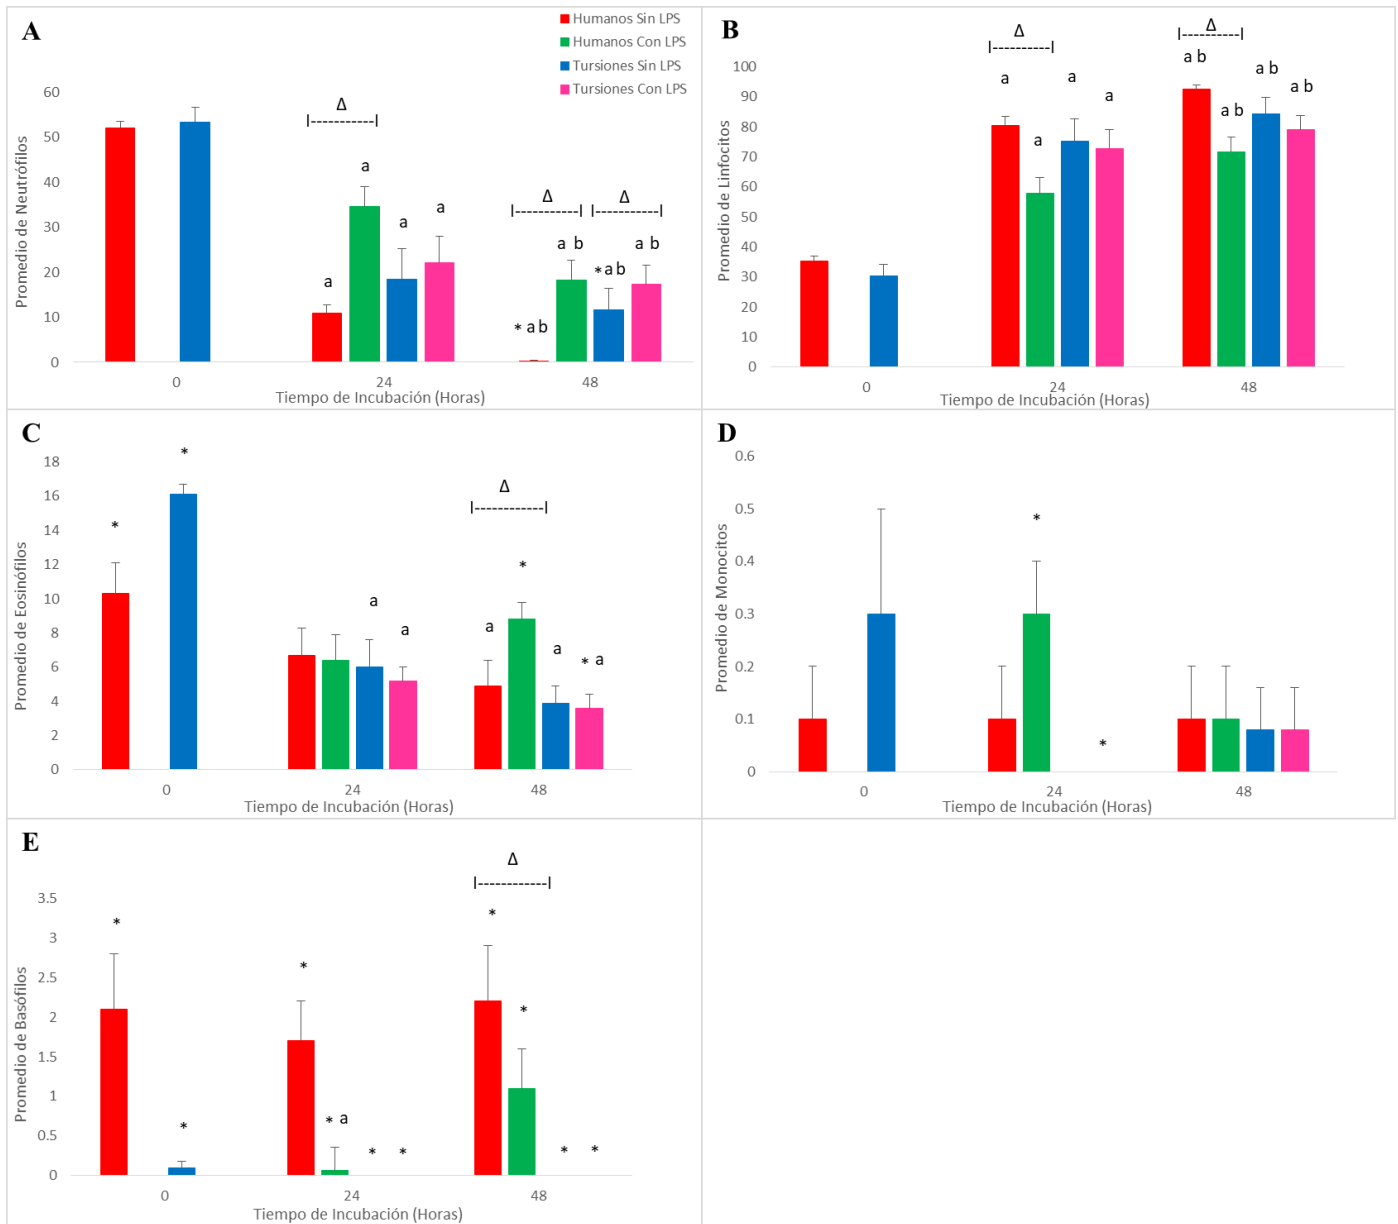 A
Humanos Sin LPS
Humanos Con LPS
Tursiones Sin LPS
Tursiones Con LPS
Promedio de Neutrófilos
60
50
40
30
20
10
0
Δ
|-----------|
a
a
a
a
Δ
|-----------|
Δ
|-----------|
* a b
a b
* a b
a b
0
24
48
Tiempo de Incubación (Horas)
B
Promedio de Linfocitos
100
90
80
70
60
50
40
30
20
10
0
Δ
|----------|
a
a
a
a
Δ
|----------|
a b
a b
a b
a b
0
24
48
Tiempo de Incubación (Horas)
C
Promedio de Eosinófilos
18
16
14
12
10
8
6
4
2
0
*
*
a
a
Δ
|------------|
a
*
a
* a
0
24
48
Tiempo de Incubación (Horas)
D
Promedio de Monocitos
0.6
0.5
0.4
0.3
0.2
0.1
0
*
*
0
24
48
Tiempo de Incubación (Horas)
E
Promedio de Basófilos
3.5
3
2.5
2
1.5
1
0.5
0
*
*
*
* a
*
*
Δ
|------------|
*
*
*
*
0
24
48
Tiempo de Incubación (Horas)